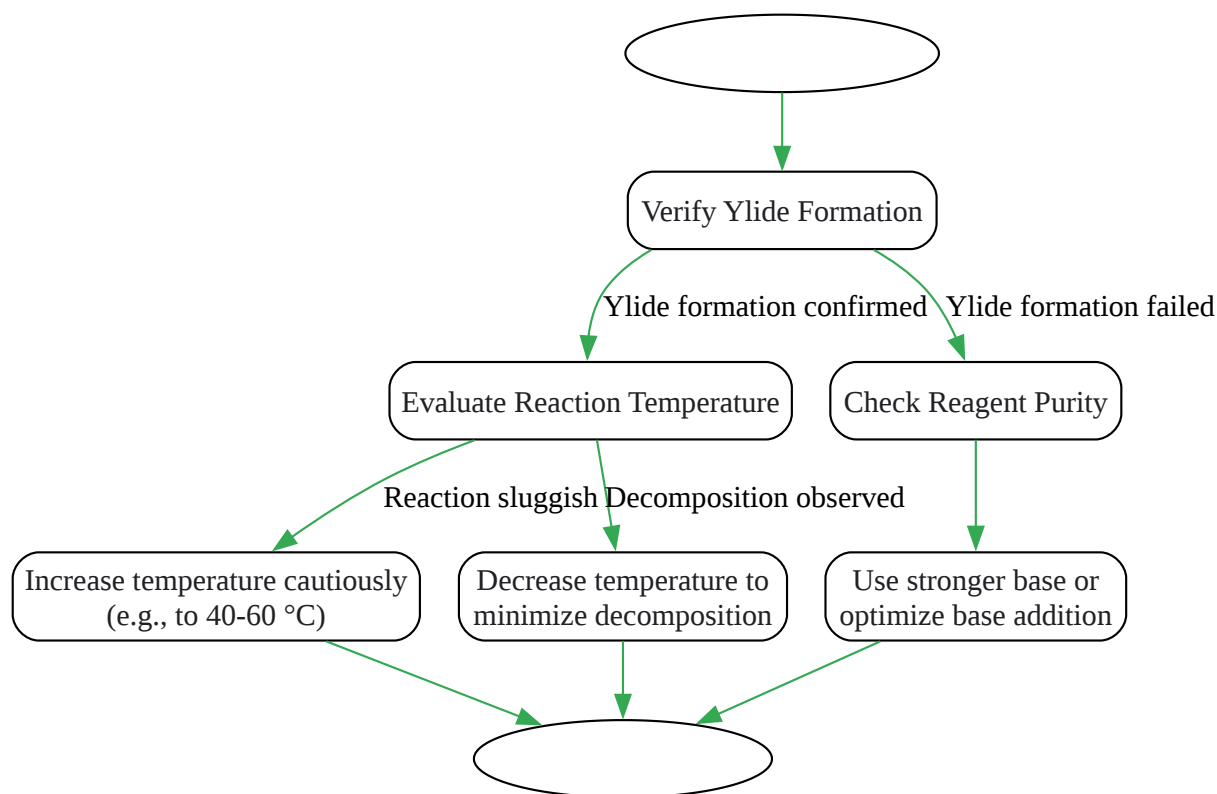 Verify Ylide Formation
Ylide formation confirmed
Ylide formation failed
Evaluate Reaction Temperature
Check Reagent Purity
Reaction sluggish
Decomposition observed
Increase temperature cautiously
(e.g., to 40-60 °C)
Decrease temperature to
minimize decomposition
Use stronger base or
optimize base addition